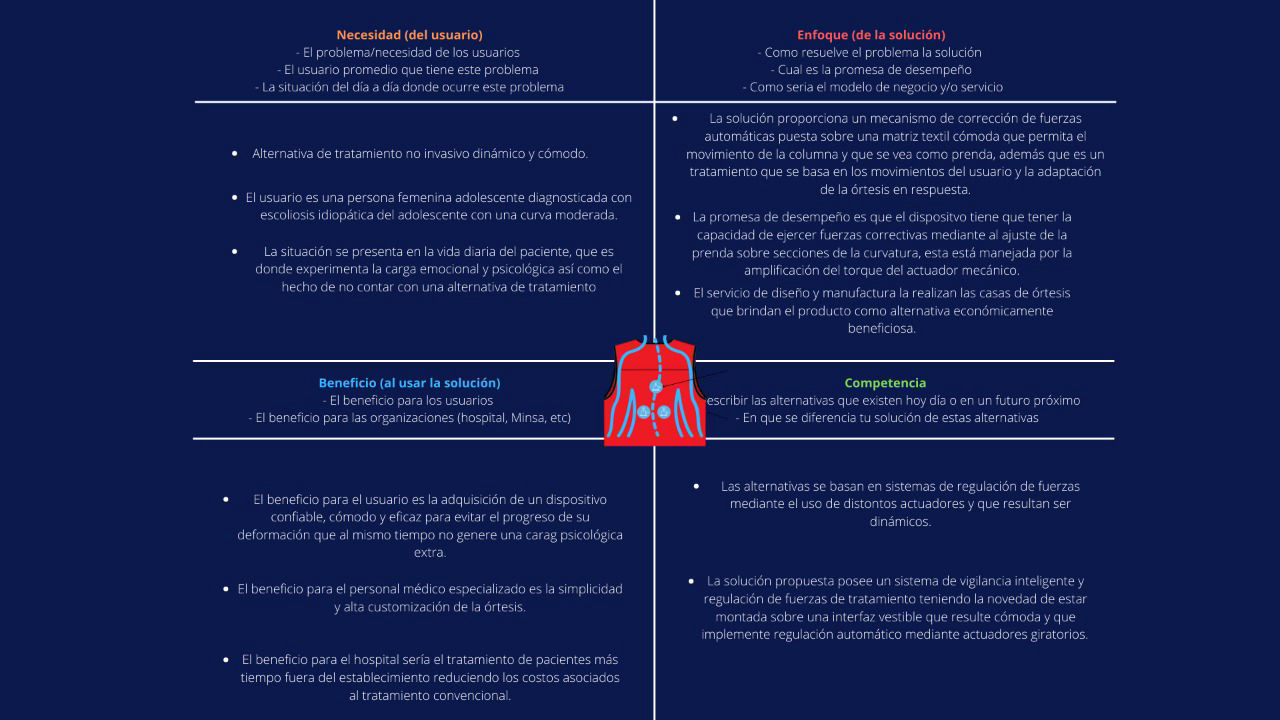 Necesidad (del usuario)
- El problema/necesidad de los usuarios
- El usuario promedio que tiene este problema
- La situación del día a día donde ocurre este problema
Enfoque (de la solución)
- Como resuelve el problema la solución
- Cual es la promesa de desempeño
- Como seria el modelo de negocio y/o servicio
• Alternativa de tratamiento no invasivo dinámico y cómodo.
• El usuario es una persona femenina adolescente diagnosticada con
escoliosis idiopática del adolescente con una curva moderada.
• La situación se presenta en la vida diaria del paciente, que es
donde experimenta la carga emocional y psicológica así como el
hecho de no contar con una alternativa de tratamiento
• La solución proporciona un mecanismo de corrección de fuerzas
automáticas puesta sobre una matriz textil cómoda que permita el
movimiento de la columna y que se vea como prenda, además que es un
tratamiento que se basa en los movimientos del usuario y la adaptación
de la órtesis en respuesta.
• La promesa de desempeño es que el dispositvo tiene que tener la
capacidad de ejercer fuerzas correctivas mediante al ajuste de la
prenda sobre secciones de la curvatura, esta está manejada por la
amplificación del torque del actuador mecánico.
• El servicio de diseño y manufactura la realizan las casas de órtesis
que brindan el producto como alternativa económicamente
beneficiosa.
Beneficio (al usar la solución)
- El beneficio para los usuarios
- El beneficio para las organizaciones (hospital, Minsa, etc)
Competencia
escribir las alternativas que existen hoy día o en un futuro próximo
- En que se diferencia tu solución de estas alternativas
• El beneficio para el usuario es la adquisición de un dispositivo
confiable, cómodo y eficaz para evitar el progreso de su
deformación que al mismo tiempo no genere una carag psicológica
extra.
• El beneficio para el personal médico especializado es la simplicidad
y alta customización de la órtesis.
• El beneficio para el hospital sería el tratamiento de pacientes más
tiempo fuera del establecimiento reduciendo los costos asociados
al tratamiento convencional.
• Las alternativas se basan en sistemas de regulación de fuerzas
mediante el uso de distontos actuadores y que resultan ser
dinámicos.
• La solución propuesta posee un sistema de vigilancia inteligente y
regulación de fuerzas de tratamiento teniendo la novedad de estar
montada sobre una interfaz vestible que resulte cómoda y que
implemente regulación automático mediante actuadores giratorios.